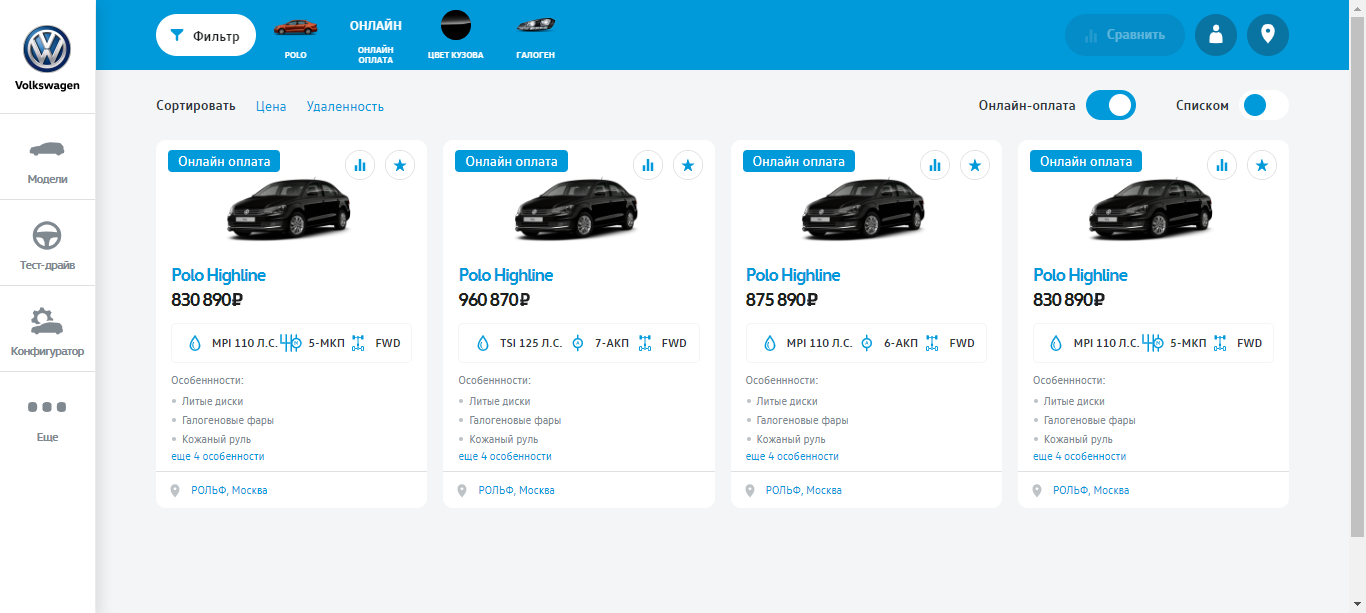 Volkswagen
Модели
Тест-драйв
Конфигуратор
Еще
Фильтр
POLO
ОНЛАЙН
ОНЛАЙН
ОПЛАТА
ЦВЕТ КУЗОВА
ГАЛОГЕН
Сравнить
Сортировать Цена Удаленность
Онлайн-оплата
Списком
Онлайн оплата
Polo Highline
830 890₽
MPI 110 Л.С. 5-МКП FWD
Особеннности:
Литые диски
Галогеновые фары
Кожаный руль
еще 4 особенности
РОЛЬФ, Москва
Онлайн оплата
Polo Highline
960 870₽
TSI 125 Л.С. 7-АКП FWD
Особеннности:
Литые диски
Галогеновые фары
Кожаный руль
еще 4 особенности
РОЛЬФ, Москва
Онлайн оплата
Polo Highline
875 890₽
MPI 110 Л.С. 6-АКП FWD
Особеннности:
Литые диски
Галогеновые фары
Кожаный руль
еще 4 особенности
РОЛЬФ, Москва
Онлайн оплата
Polo Highline
830 890₽
MPI 110 Л.С. 5-МКП FWD
Особеннности:
Литые диски
Галогеновые фары
Кожаный руль
еще 4 особенности
РОЛЬФ, Москва